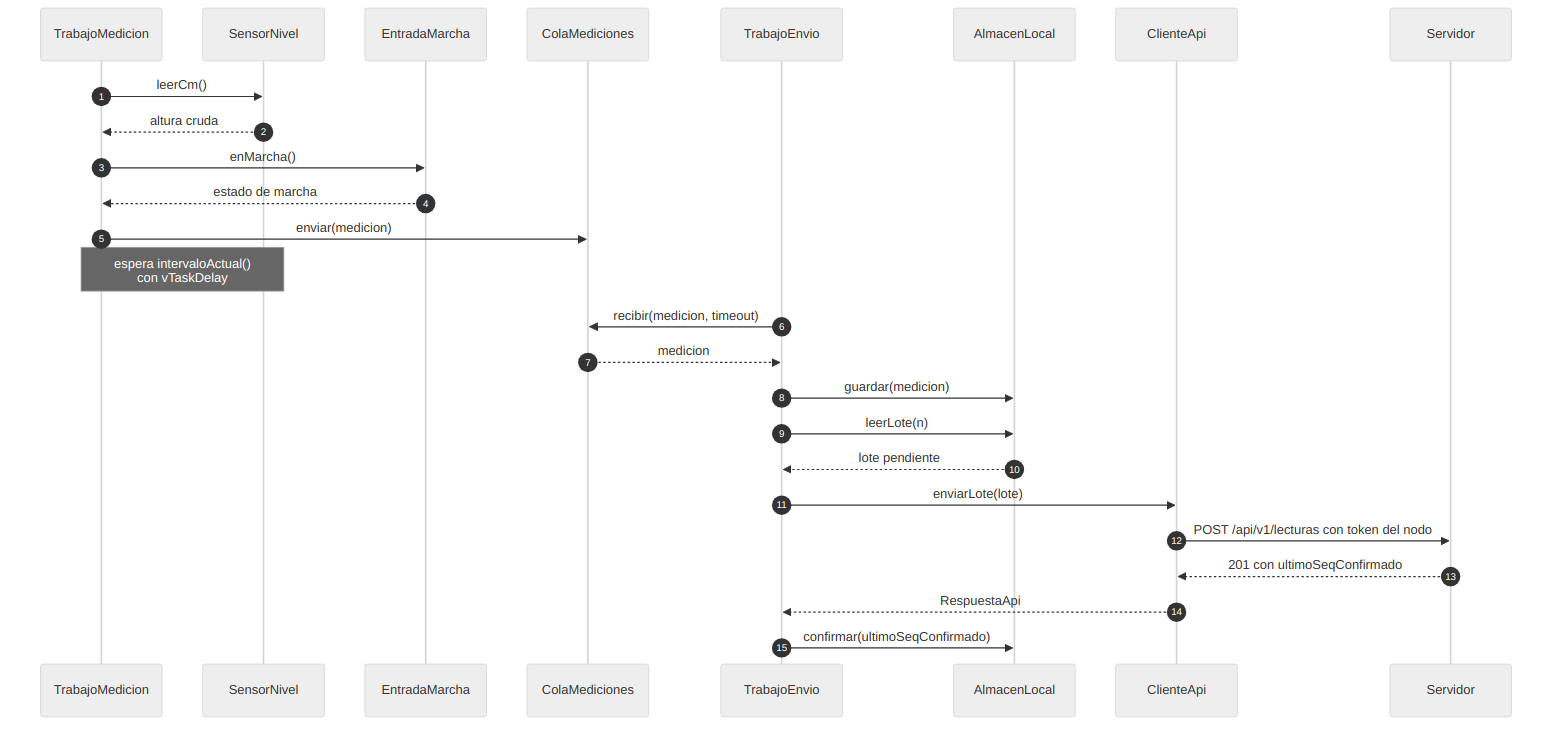 TrabajoMedicion
SensorNivel
EntradaMarcha
ColaMediciones
TrabajoEnvio
AlmacenLocal
ClienteApi
Servidor
leerCm()
1
altura cruda
2
enMarcha()
3
estado de marcha
4
enviar(medicion)
5
espera intervaloActual()
con vTaskDelay
recibir(medicion, timeout)
6
medicion
7
guardar(medicion)
8
leerLote(n)
9
lote pendiente
10
enviarLote(lote)
11
POST /api/v1/lecturas con token del nodo
12
201 con ultimoSeqConfirmado
13
RespuestaApi
14
confirmar(ultimoSeqConfirmado)
15
TrabajoMedicion
SensorNivel
EntradaMarcha
ColaMediciones
TrabajoEnvio
AlmacenLocal
ClienteApi
Servidor